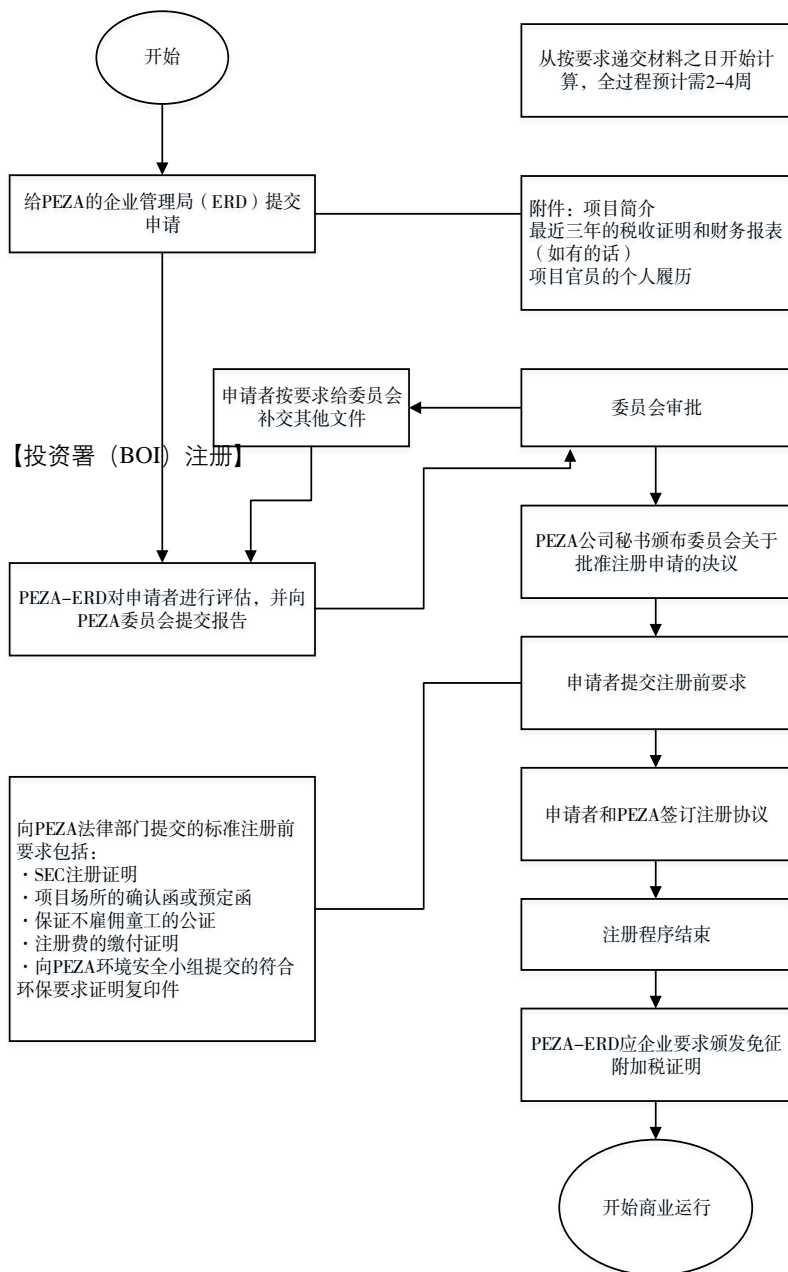 开始
从按要求递交材料之日开始计
算，全过程预计需2-4周
给PEZA的企业管理局（ERD）提交
申请
附件：项目简介
最近三年的税收证明和财务报表
（如有的话）
项目官员的个人履历
申请者按要求给委员会
补交其他文件
委员会审批
【投资署（BOI）注册】
PEZA公司秘书颁布委员会关于
批准注册申请的决议
PEZA-ERD对申请者进行评估，并向
PEZA委员会提交报告
申请者提交注册前要求
向PEZA法律部门提交的标准注册前
要求包括：
·SEC注册证明
·项目场所的确认函或预定函
·保证不雇佣童工的公证
·注册费的缴付证明
·向PEZA环境安全小组提交的符合
环保要求证明复印件
申请者和PEZA签订注册协议
注册程序结束
PEZA-ERD应企业要求颁发免征
附加税证明
开始商业运行